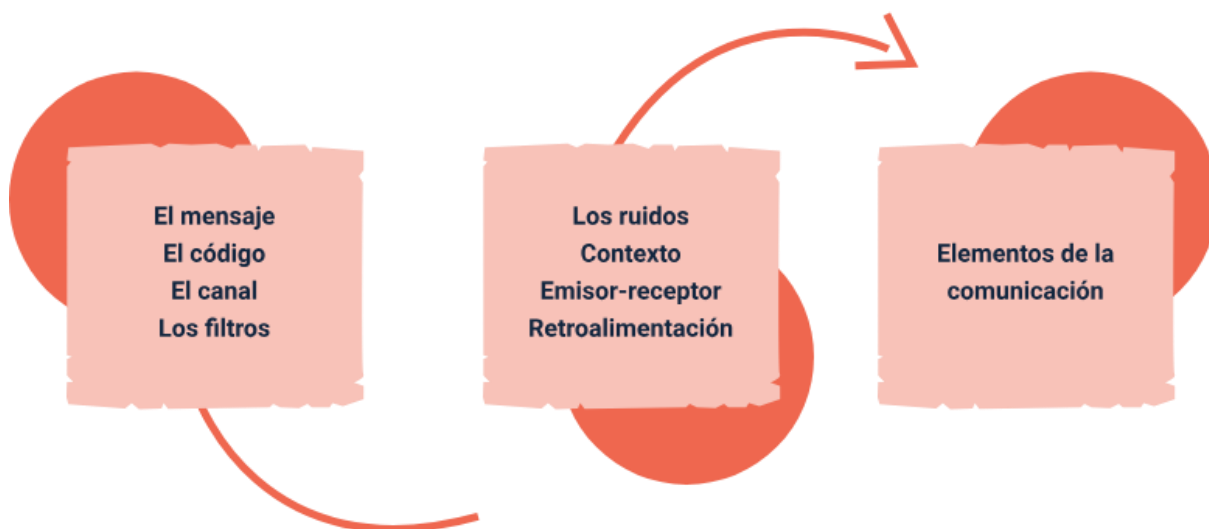 El mensaje
El código
El canal
Los filtros
Los ruidos
Contexto
Emisor-receptor
Retroalimentación
Elementos de la
comunicación